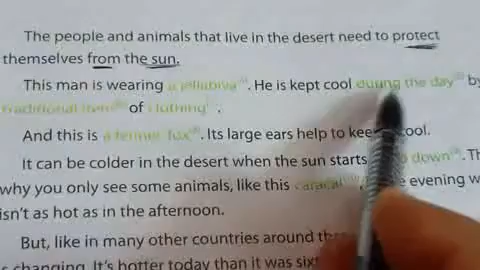 The people and animals that live in the desert need to protect
themselves from the sun.
This man is wearing a jellabiya. He is kept cool during the day by
traditional item of clothing.
And this is a fennec fox. Its large ears help to keep cool.
It can be colder in the desert when the sun starts down.
why you only see some animals, like this caracal, evening
isn't as hot as in the afternoon.
But, like in many other countries around
changing. It's hotter today than it was